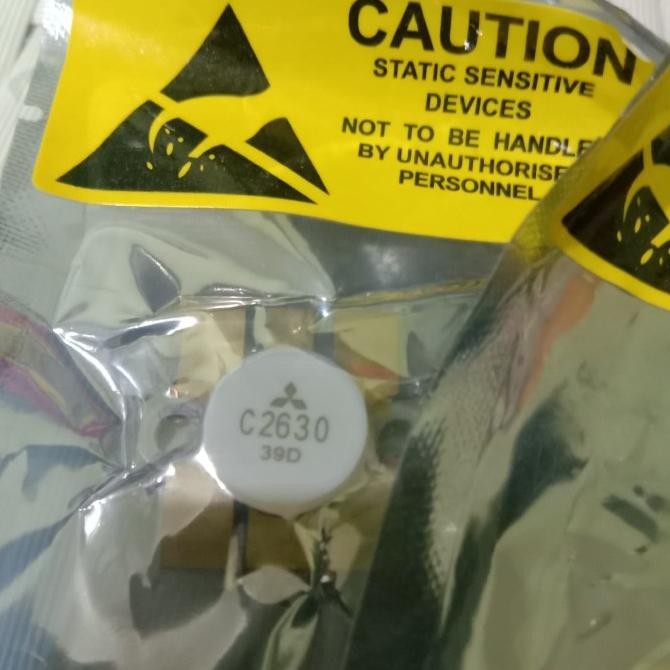 CAUTION
STATIC SENSITIVE
DEVICES
NOT TO BE HANDLE
BY UNAUTHORISE
PERSONNEL
C2630
39D